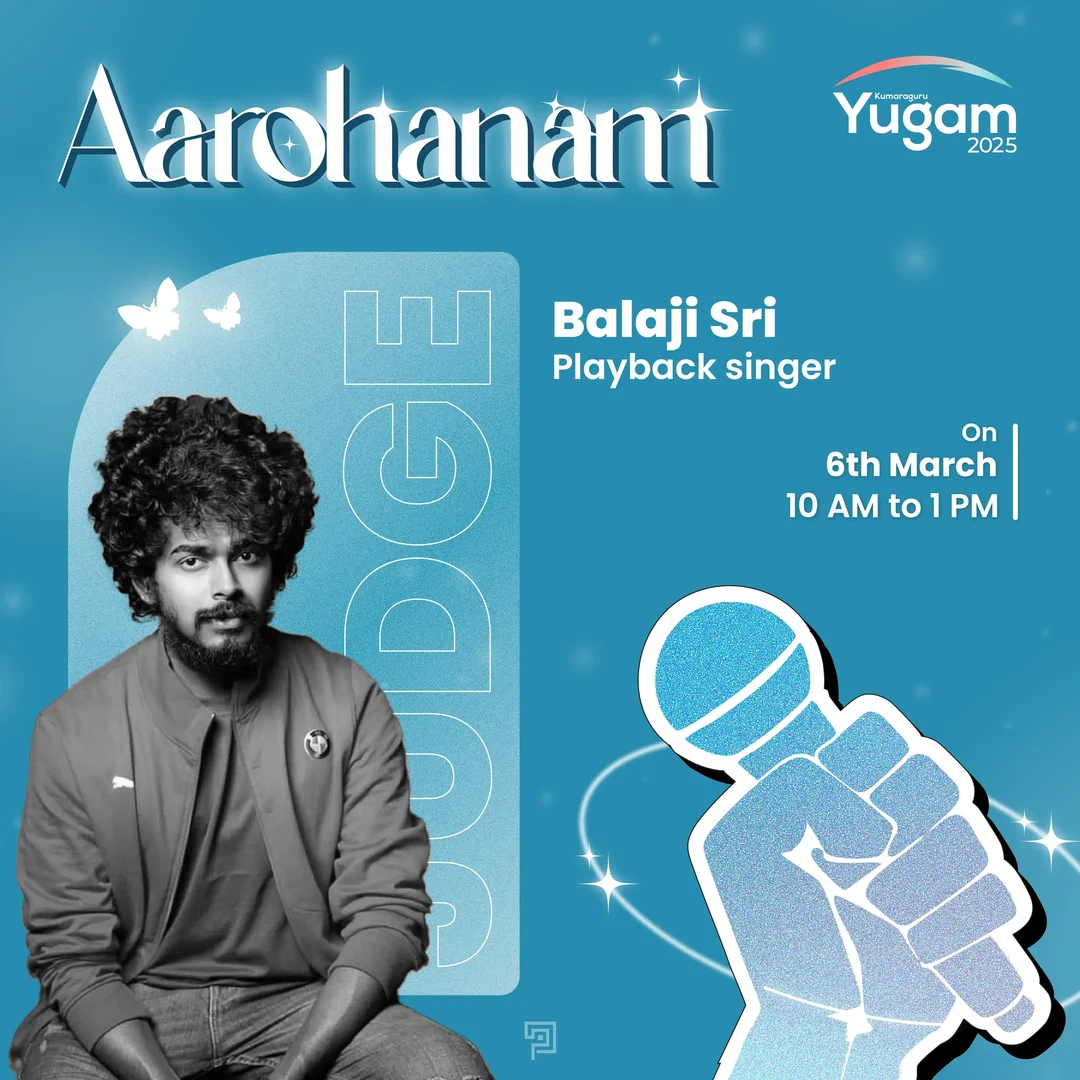 Aarohanam
Kumaraguru
Yugam
2025
JUDGE
Balaji Sri
Playback singer
On
6th March
10 AM to 1 PM